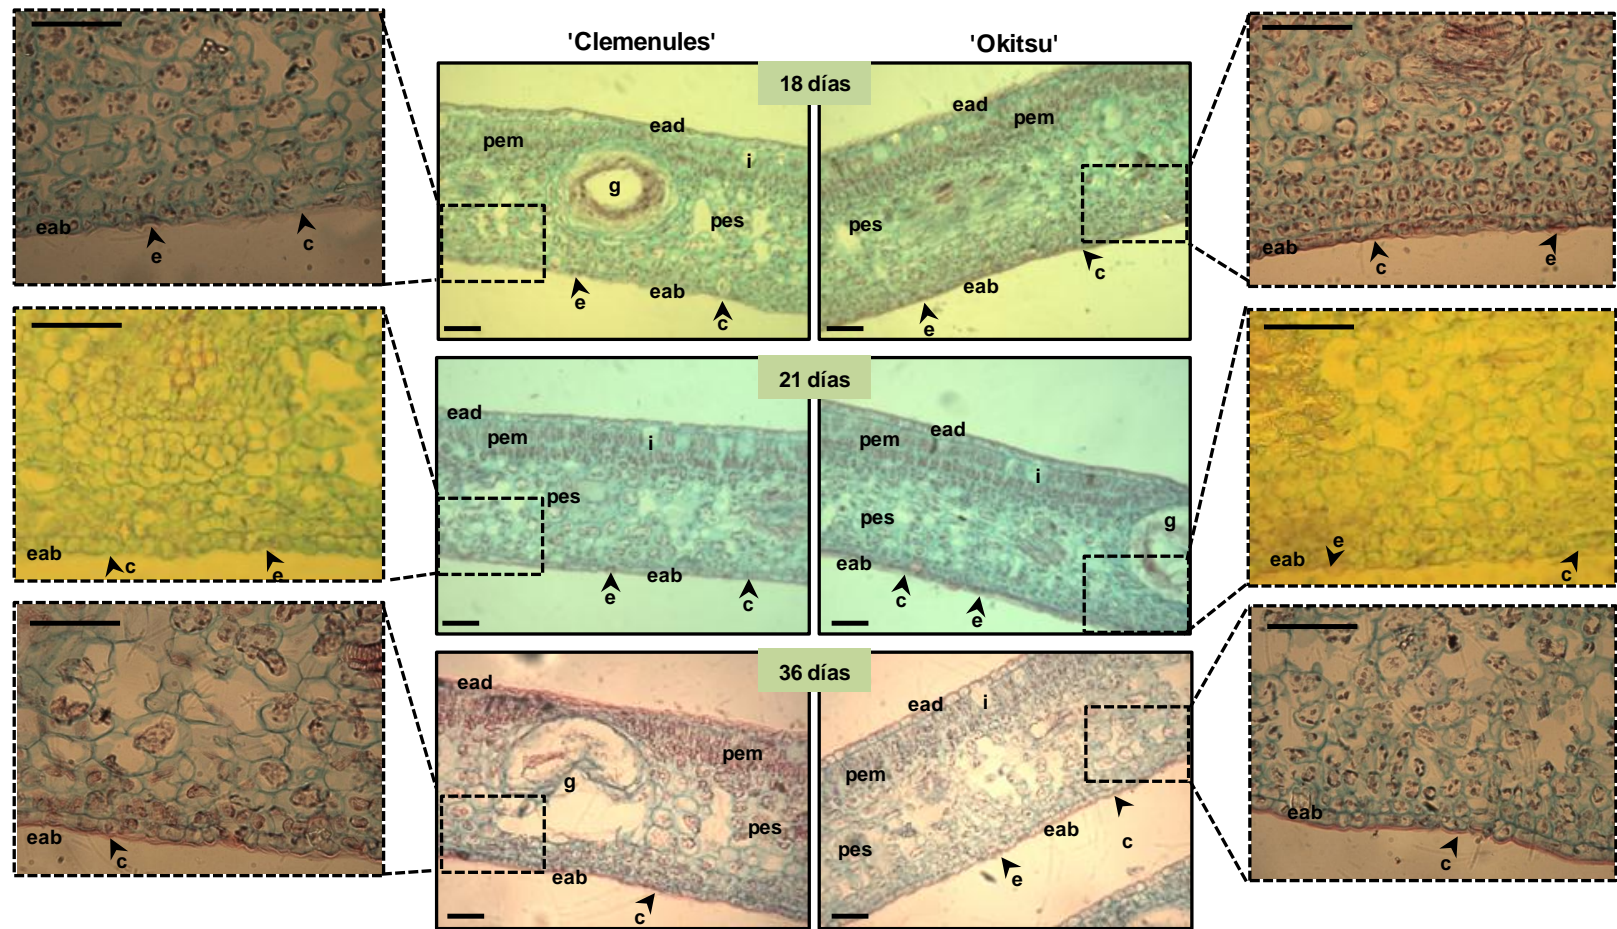 'Clemenules' 'Okitsu'
18 días
eab e c
ead
pem
i
g
pes
eab
e c
ead
pem
pes
c
eab
e
eab c e
21 días
eab c e
ead
pem
i
pes
eab
e c
pem
ead
i
g
pes
eab
c e
eab e c
36 días
eab c
ead
pem
g
pes
eab
c
ead
i
pem
pes
eab
c
e
eab c